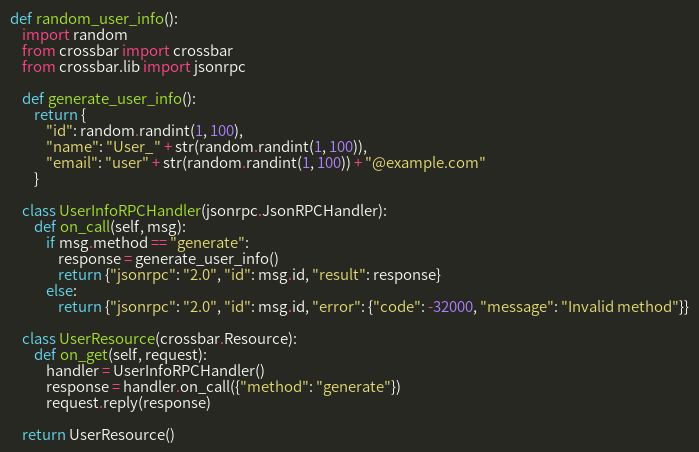 def random_user_info():
    import random
    from crossbar import crossbar
    from crossbar.lib import jsonrpc

    def generate_user_info():
        return {
            "id": random.randint(1, 100),
            "name": "User_" + str(random.randint(1, 100)),
            "email": "user" + str(random.randint(1, 100)) + "@example.com"
        }

    class UserInfoRPCHandler(jsonrpc.JsonRPCHandler):
        def on_call(self, msg):
            if msg.method == "generate":
                response = generate_user_info()
                return {"jsonrpc": "2.0", "id": msg.id, "result": response}
            else:
                return {"jsonrpc": "2.0", "id": msg.id, "error": {"code": -32000, "message": "Invalid method"}}

    class UserResource(crossbar.Resource):
        def on_get(self, request):
            handler = UserInfoRPCHandler()
            response = handler.on_call({"method": "generate"})
            request.reply(response)

    return UserResource()